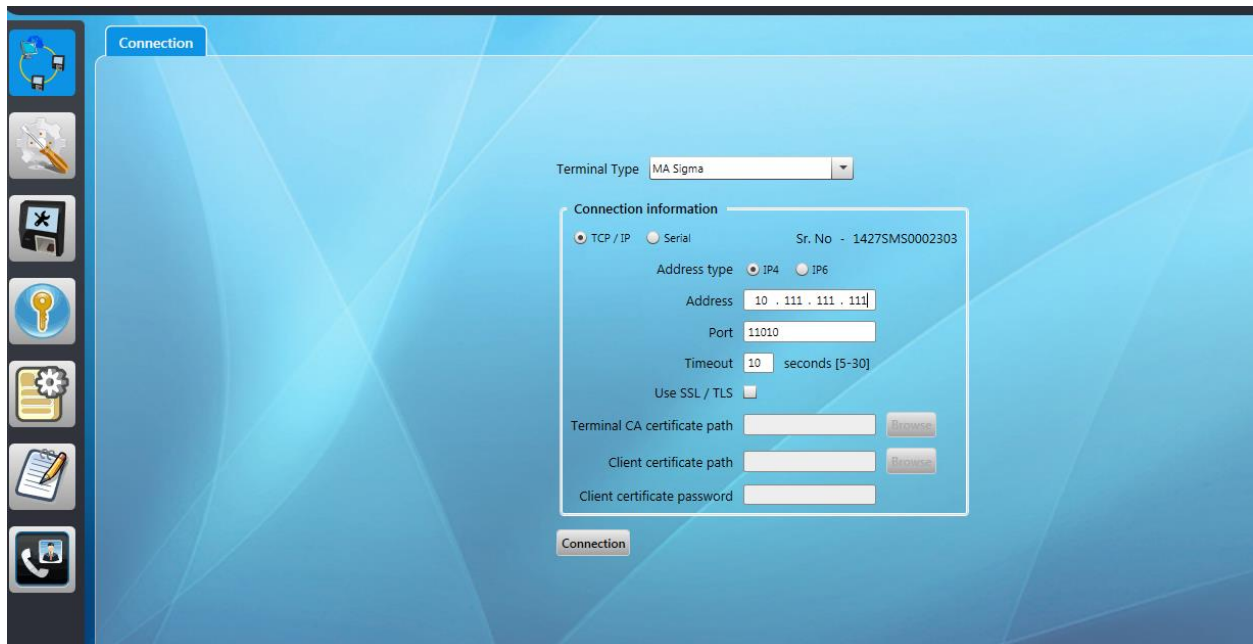 Connection
Terminal Type MA Sigma
Connection information
TCP / IP Serial Sr. No - 1427SMS0002303
Address type IP4 IP6
Address 10 . 111 . 111 . 111
Port 11010
Timeout 10 seconds [5-30]
Use SSL / TLS
Terminal CA certificate path Browse
Client certificate path Browse
Client certificate password
Connection